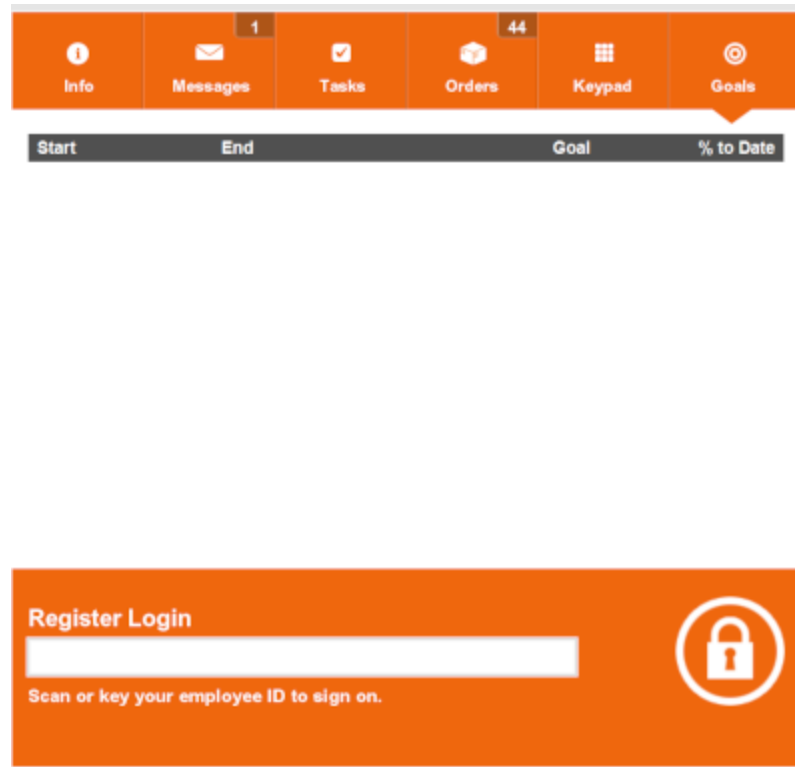 1 44
Info Messages Tasks Orders Keypad Goals
Start End Goal % to Date
Register Login
Scan or key your employee ID to sign on.